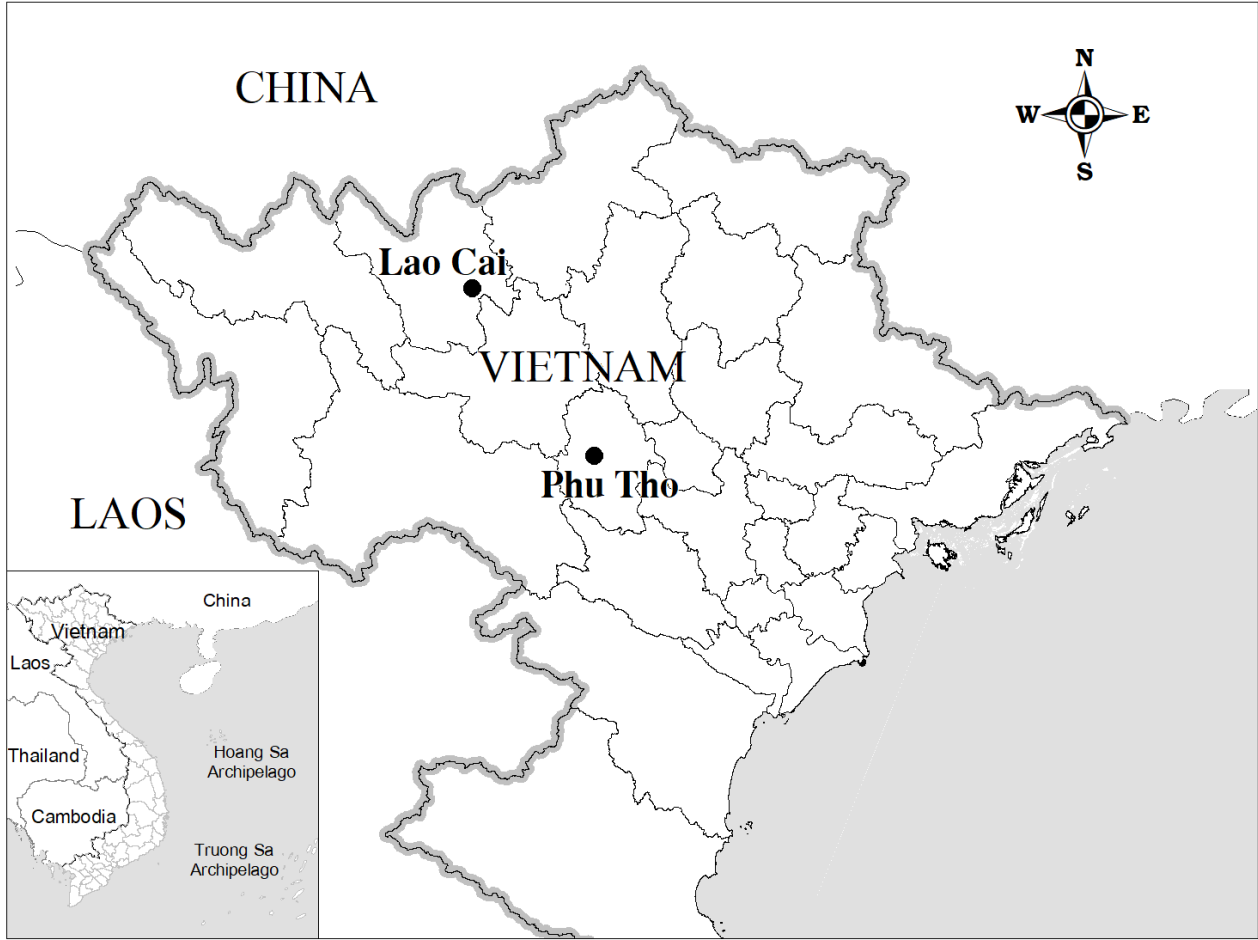 CHINA
N
W
E
S
Lao Cai
VIETNAM
Phu Tho
LAOS
China
Vietnam
Laos
Thailand
Hoang Sa
Archipelago
Cambodia
Truong Sa
Archipelago